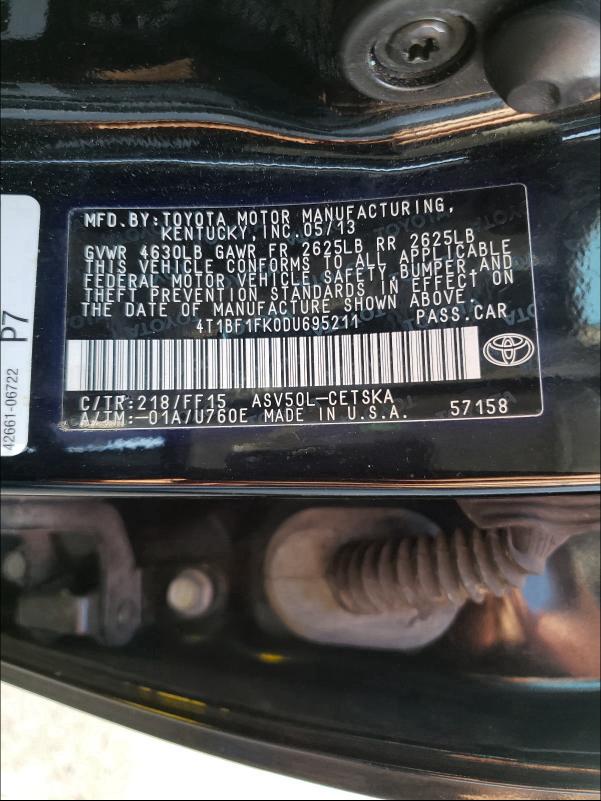 MFD.BY:TOYOTA MOTOR MANUFACTURING,
KENTUCKY, INC.05/13
GVWR 4630LB GAWR FR 2625LB RR 2625LB
THIS VEHICLE CONFORMS TO ALL APPLICABLE
FEDERAL MOTOR VEHICLE SAFETY,BUMPER,AND
THEFT PREVENTION STANDARDS IN EFFECT ON
THE DATE OF MANUFACTURE SHOWN ABOVE.
4T1BF1FK0DU695211 PASS.CAR
C/TR:218/FF15 ASV50L-CETSKA
A/TM:-01A/U760E MADE IN U.S.A. 57158
P7
42661-06722